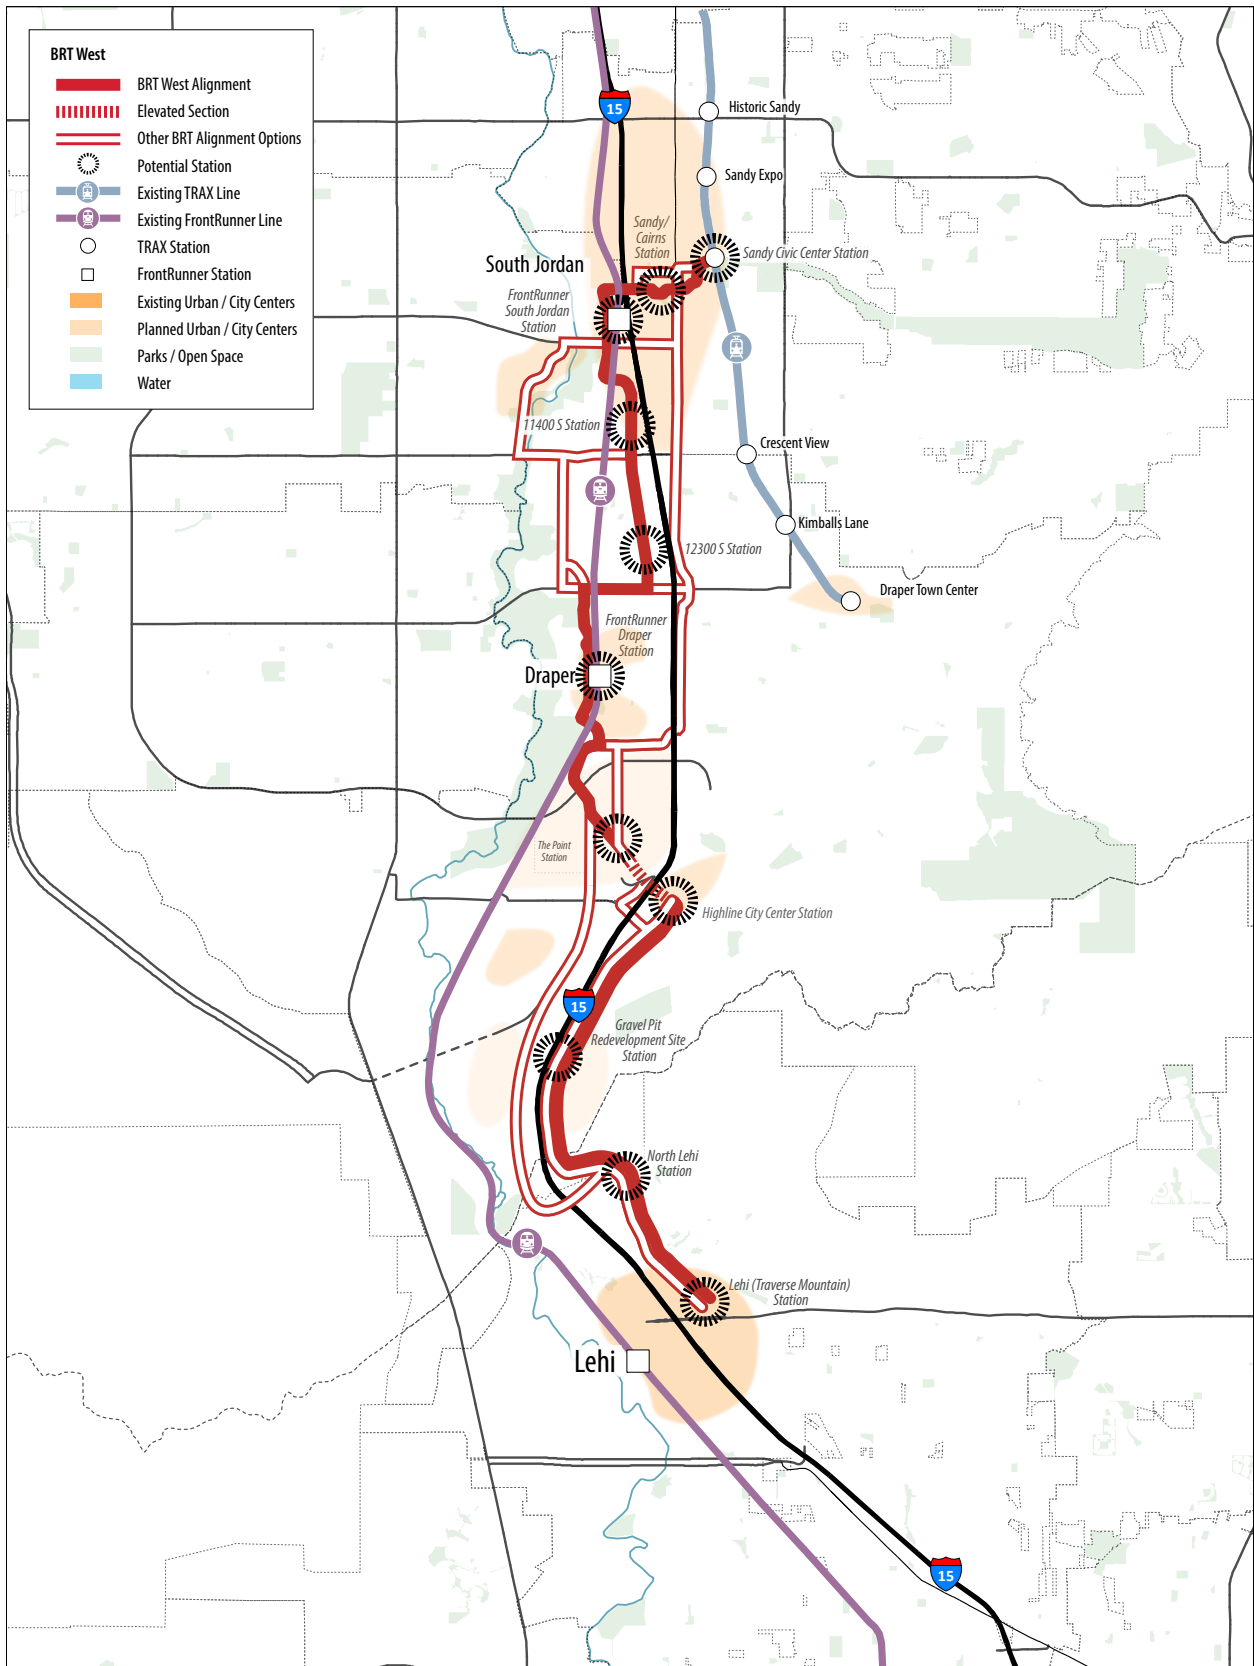 BRT West
BRT West Alignment
Elevated Section
Other BRT Alignment Options
Potential Station
Existing TRAX Line
Existing FrontRunner Line
TRAX Station
FrontRunner Station
Existing Urban / City Centers
Planned Urban / City Centers
Parks / Open Space
Water
15
Historic Sandy
Sandy Expo
Sandy/
Cairns
Station
Sandy Civic Center Station
South Jordan
FrontRunner
South Jordan
Station
11400 S Station
Crescent View
Kimballs Lane
12300 S Station
Draper Town Center
FrontRunner
Draper
Station
Draper
The Point
Station
Highline City Center Station
15
Gravel Pit
Redevelopment Site
Station
North Lehi
Station
Lehi (Traverse Mountain)
Station
Lehi
15